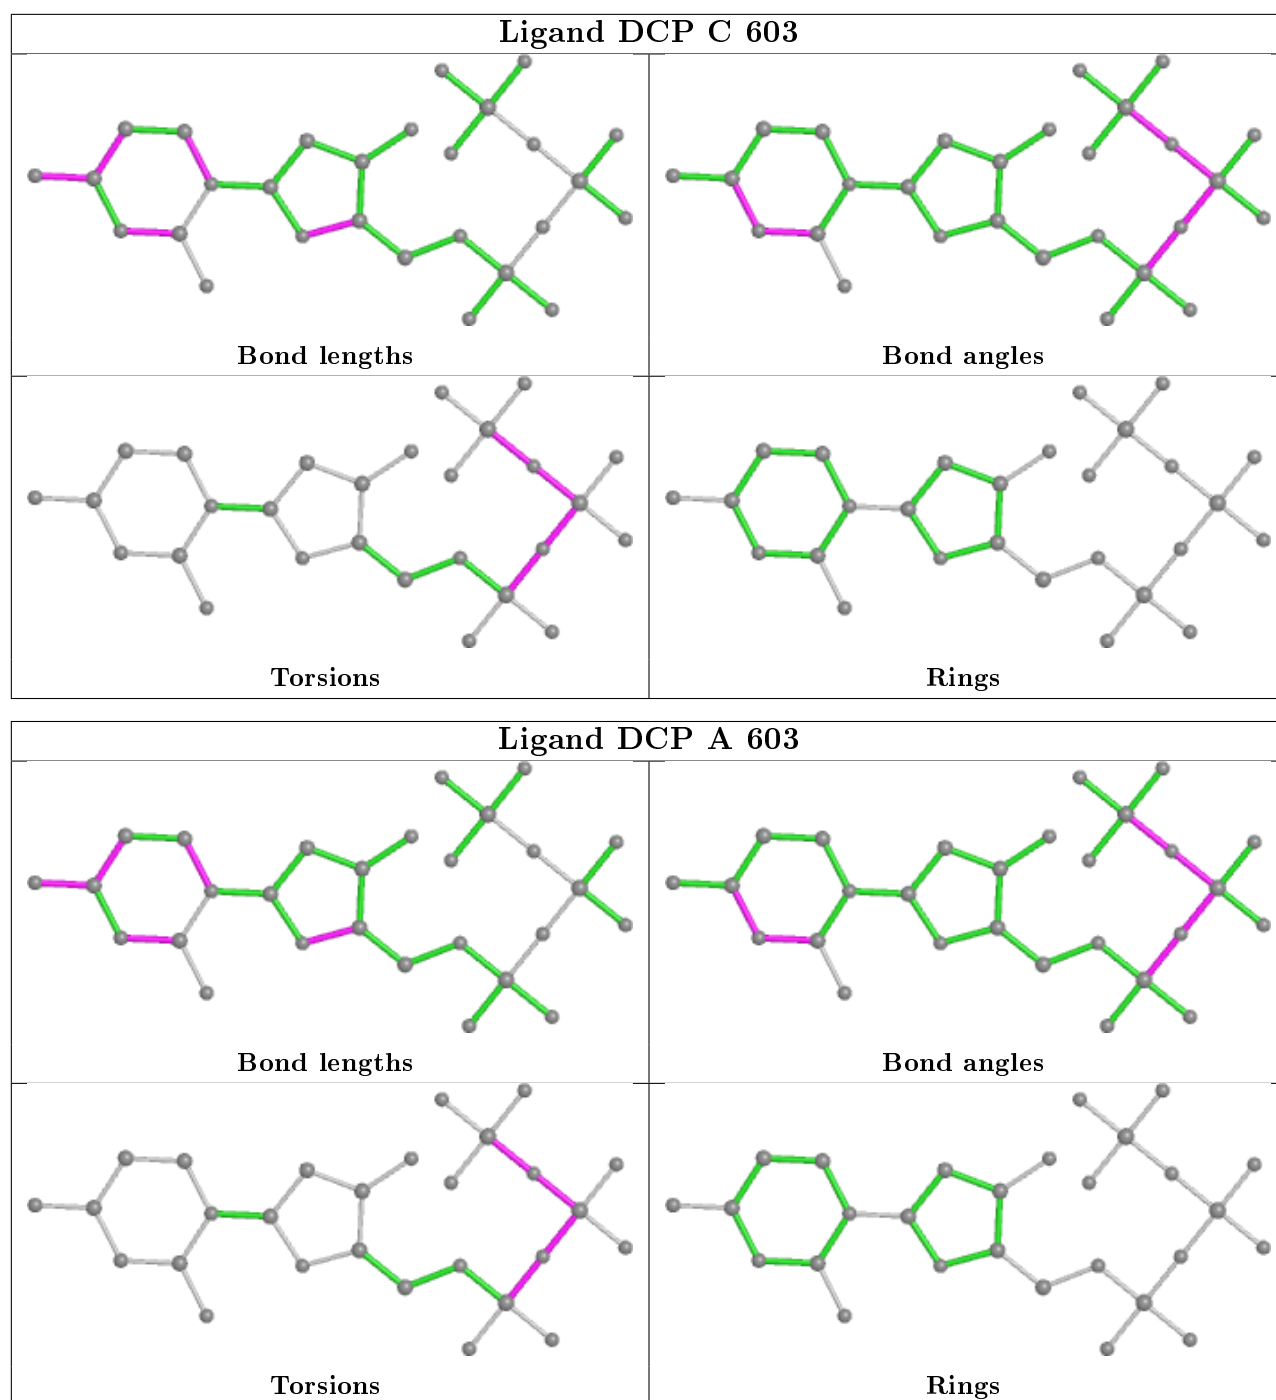 Ligand DCP C 603
Bond lengths
Bond angles
Torsions
Rings
Ligand DCP A 603
Bond lengths
Bond angles
Torsions
Rings